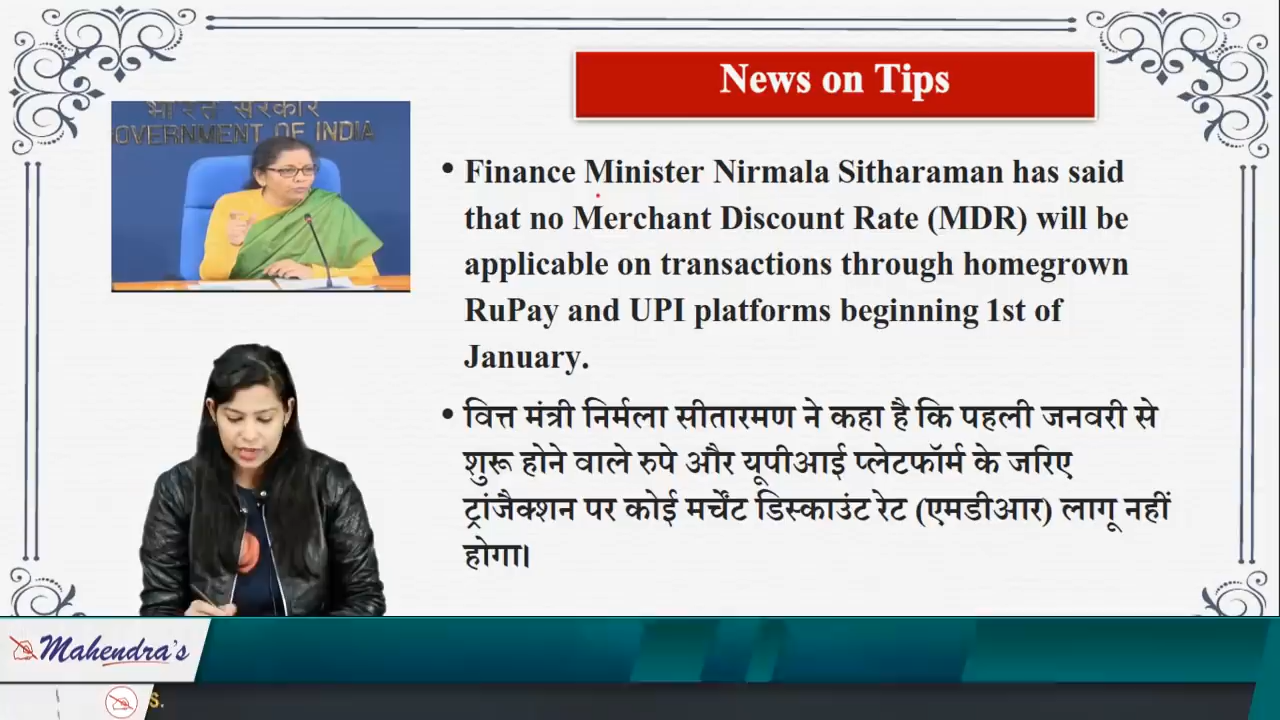 News on Tips
भारत सरकार
GOVERNMENT OF INDIA
• Finance Minister Nirmala Sitharaman has said
that no Merchant Discount Rate (MDR) will be
applicable on transactions through homegrown
RuPay and UPI platforms beginning 1st of
January.
• वित्त मंत्री निर्मला सीतारमण ने कहा है कि पहली जनवरी से
शुरू होने वाले रुपे और यूपीआई प्लेटफॉर्म के जरिए
ट्रांजैक्शन पर कोई मर्चेंट डिस्काउंट रेट (एमडीआर) लागू नहीं
होगा।
Mahendra's
s.